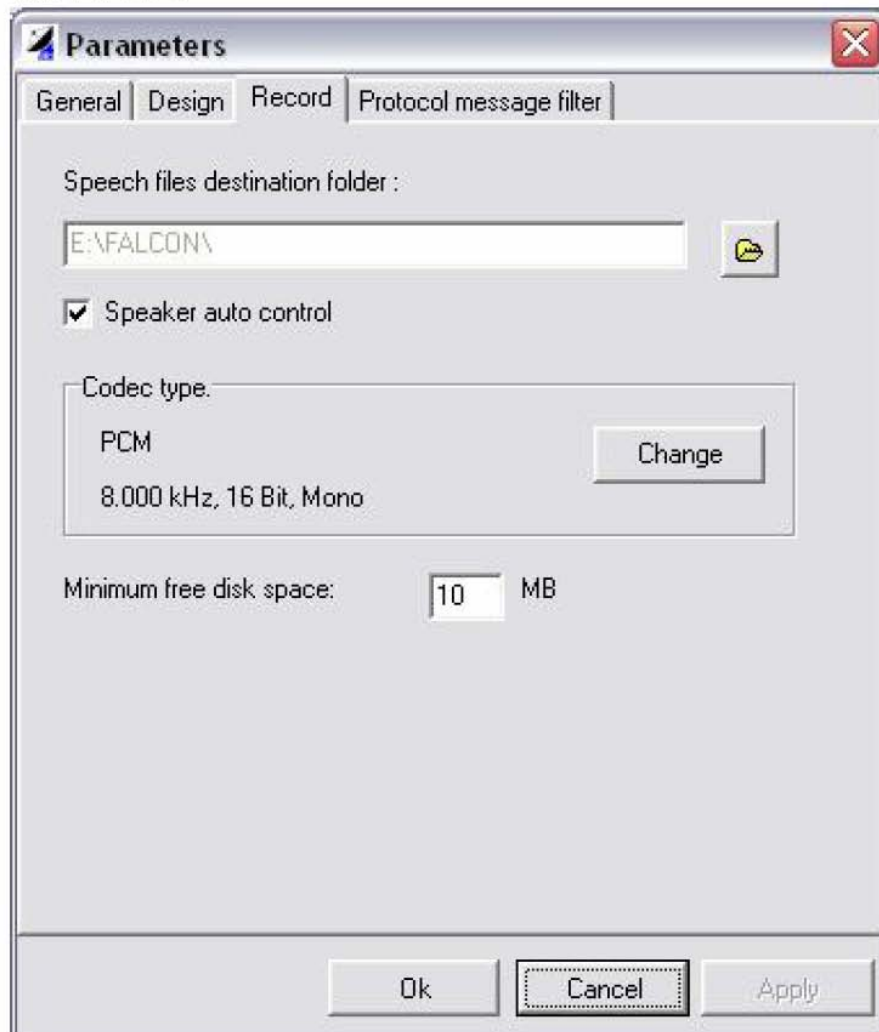 Parameters
General Design Record Protocol message filter
Speech files destination folder :
E:\FALCON\
Speaker auto control
Codec type.
PCM
Change
8.000 kHz, 16 Bit, Mono
Minimum free disk space: 10 MB
Ok Cancel Apply